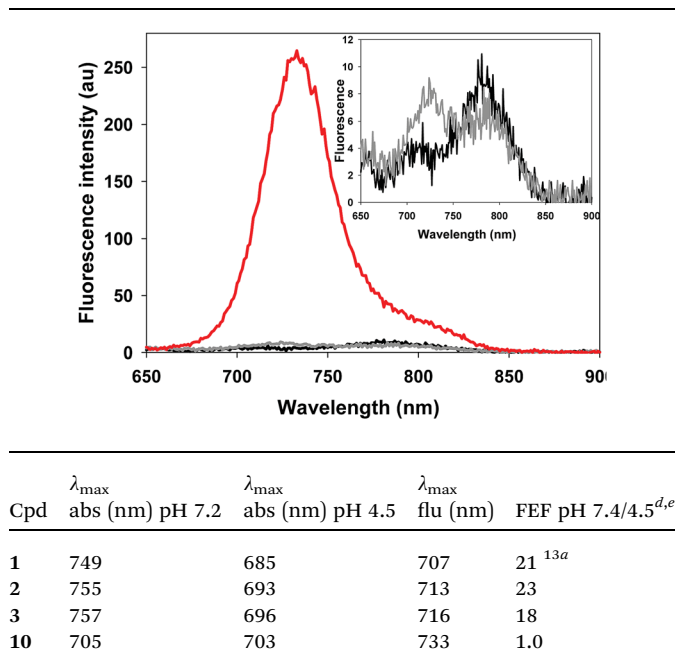 Fluorescence intensity (au)
250
200
150
100
50
0
650
700
750
800
850
90
Wavelength (nm)
Fluorescence
12
10
8
6
4
2
0
650
700
750
800
850
900
Wavelength (nm)
λmax λmax λmax
Cpd abs (nm) pH 7.2 abs (nm) pH 4.5 flu (nm) FEF pH 7.4/4.5d,e
1 749 685 707 21 13a
2 755 693 713 23
3 757 696 716 18
10 705 703 733 1.0